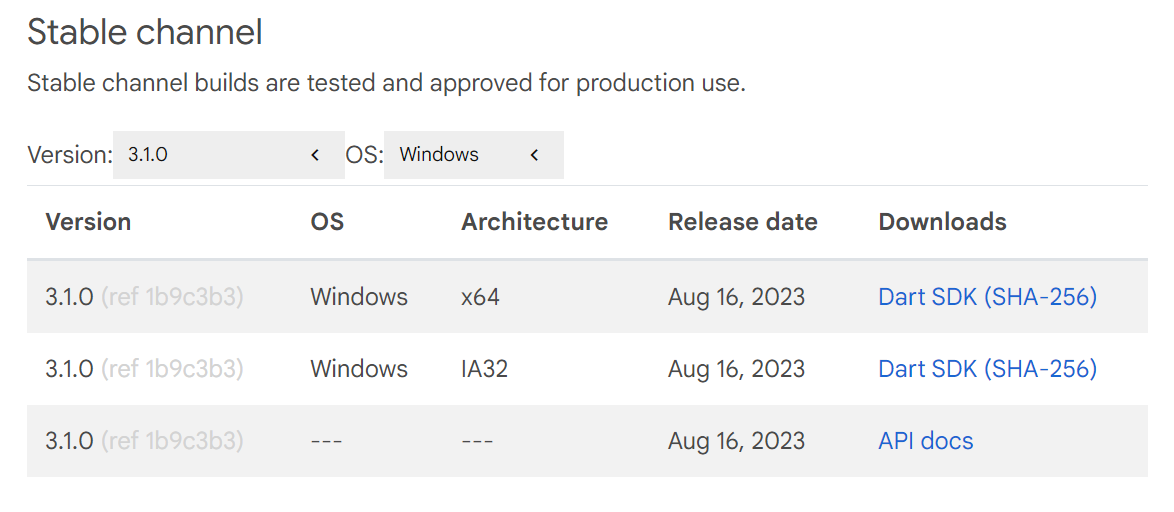 Stable channel
Stable channel builds are tested and approved for production use.
Version: 3.1.0 < OS: Windows <
Version OS Architecture Release date Downloads
3.1.0 (ref 1b9c3b3) Windows x64 Aug 16, 2023 Dart SDK (SHA-256)
3.1.0 (ref 1b9c3b3) Windows IA32 Aug 16, 2023 Dart SDK (SHA-256)
3.1.0 (ref 1b9c3b3) --- --- Aug 16, 2023 API docs